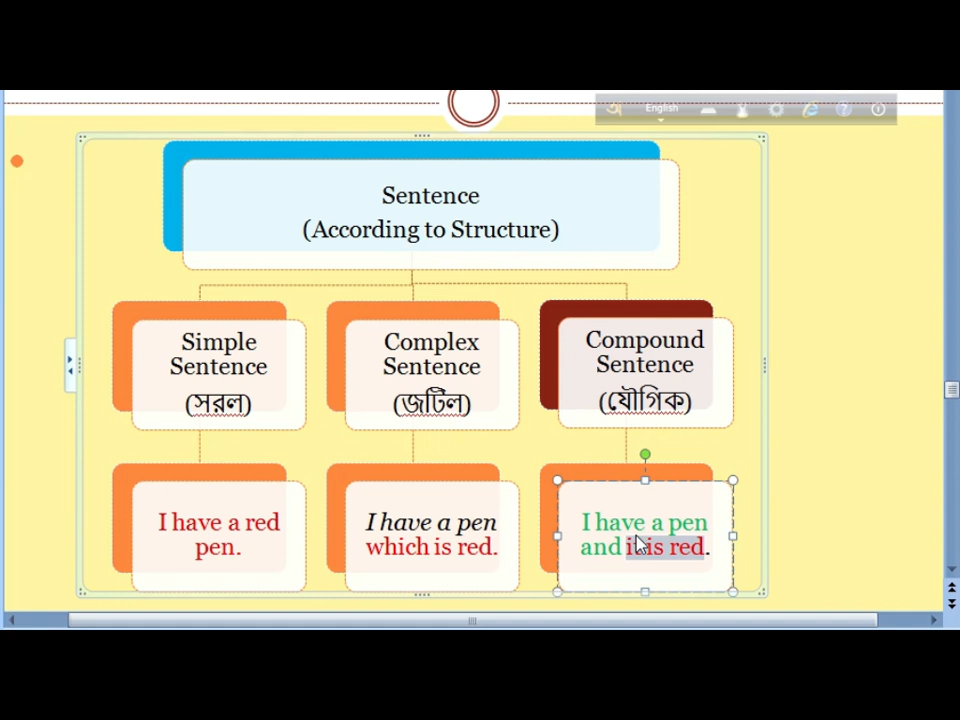 English
Sentence
(According to Structure)
Simple
Sentence
(সরল)
Complex
Sentence
(জটিল)
Compound
Sentence
(যৌগিক)
I have a red
pen.
I have a pen
which is red.
I have a pen
and it is red.